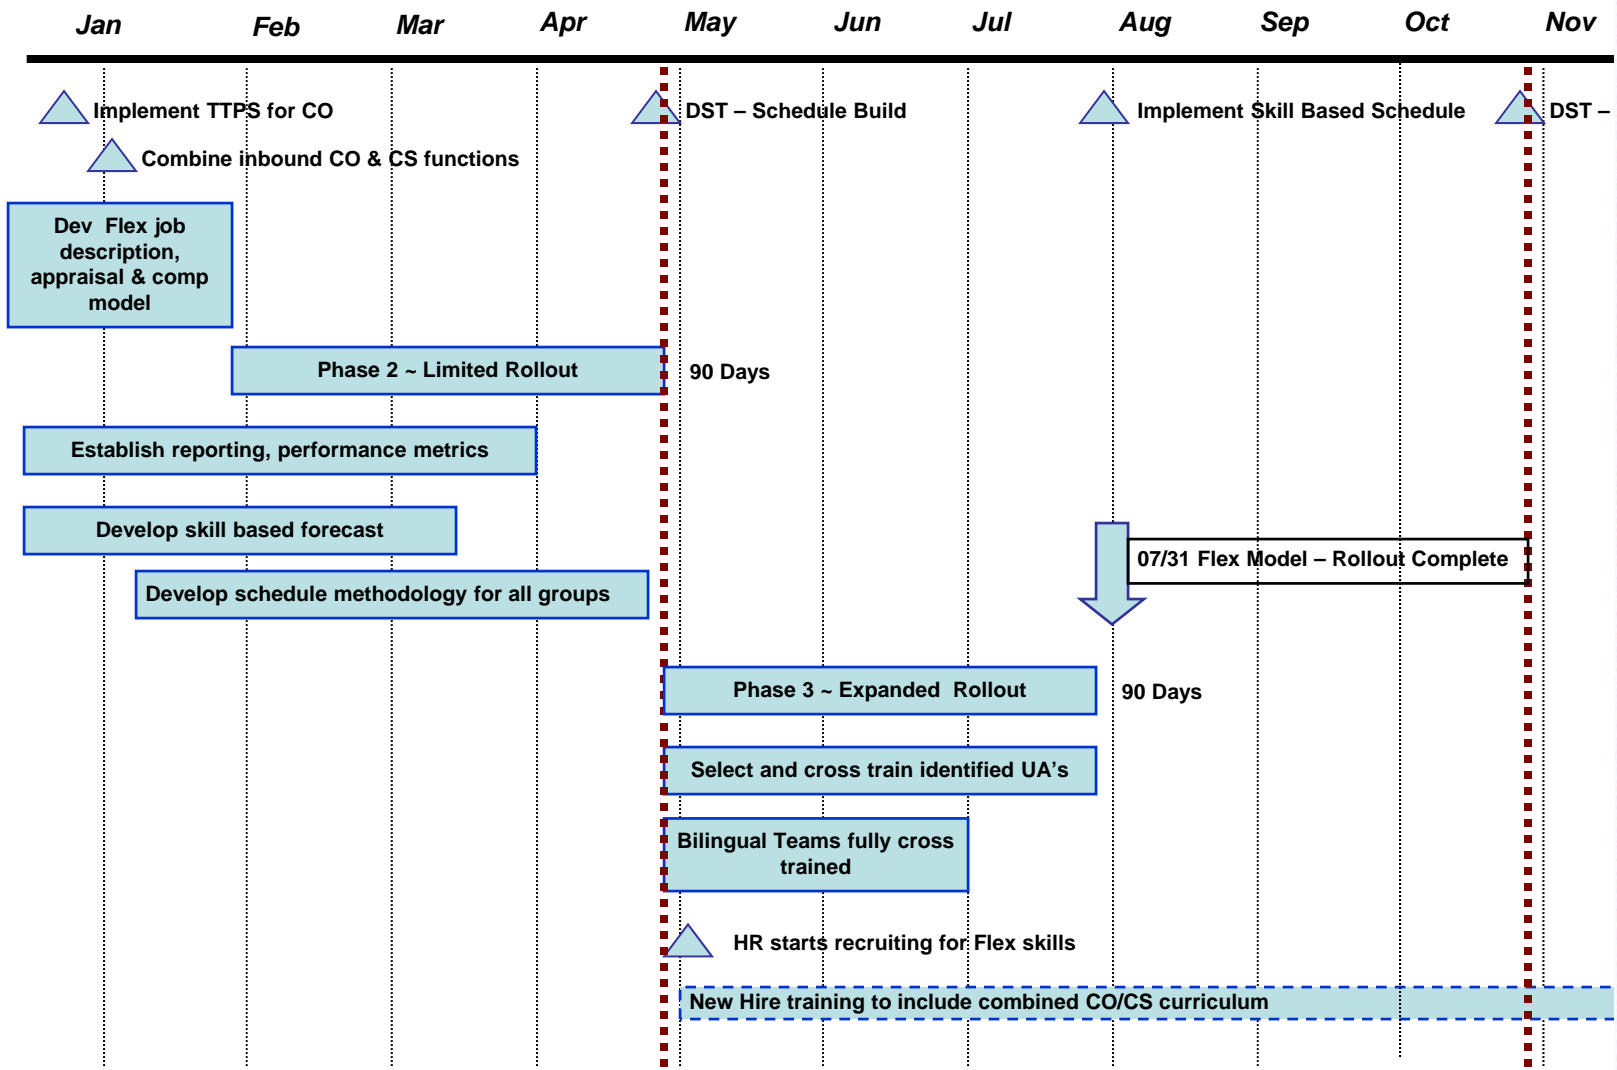 Jan Feb Mar Apr May Jun Jul Aug Sep Oct Nov
Implement TTPS for CO
DST – Schedule Build
Implement Skill Based Schedule
DST –
Combine inbound CO & CS functions
Dev Flex job
description,
appraisal & comp
model
Phase 2 ~ Limited Rollout
90 Days
Establish reporting, performance metrics
Develop skill based forecast
07/31 Flex Model – Rollout Complete
Develop schedule methodology for all groups
Phase 3 ~ Expanded Rollout
90 Days
Select and cross train identified UA’s
Bilingual Teams fully cross
trained
HR starts recruiting for Flex skills
New Hire training to include combined CO/CS curriculum